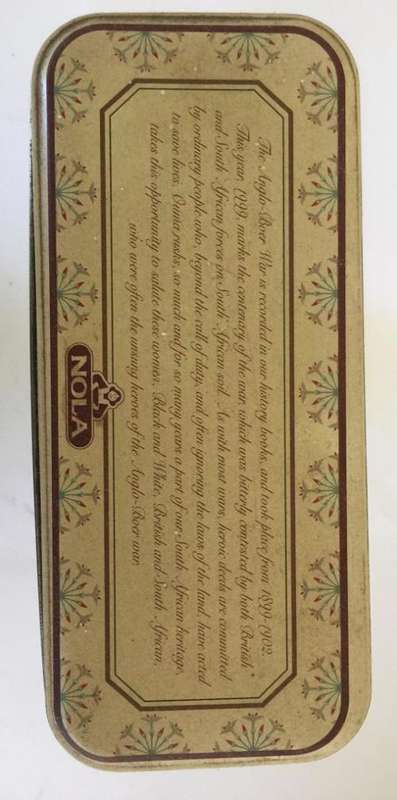 The Anglo-Boer War is recorded in our history books, and took place from 1899-1902.
This year, 1999, marks the centenary of the war, which was bitterly contested by both British
and South African forces on South African soil. As with most wars, heroic deeds are committed
by ordinary people who, beyond the call of duty, and often ignoring the laws of the land, have acted
to save lives. Ouma rusks, so much and for so many years a part of our South African heritage,
takes this opportunity to salute these women, Black and White, British and South African,
who were often the unsung heroes of the Anglo-Boer war.
NOLA